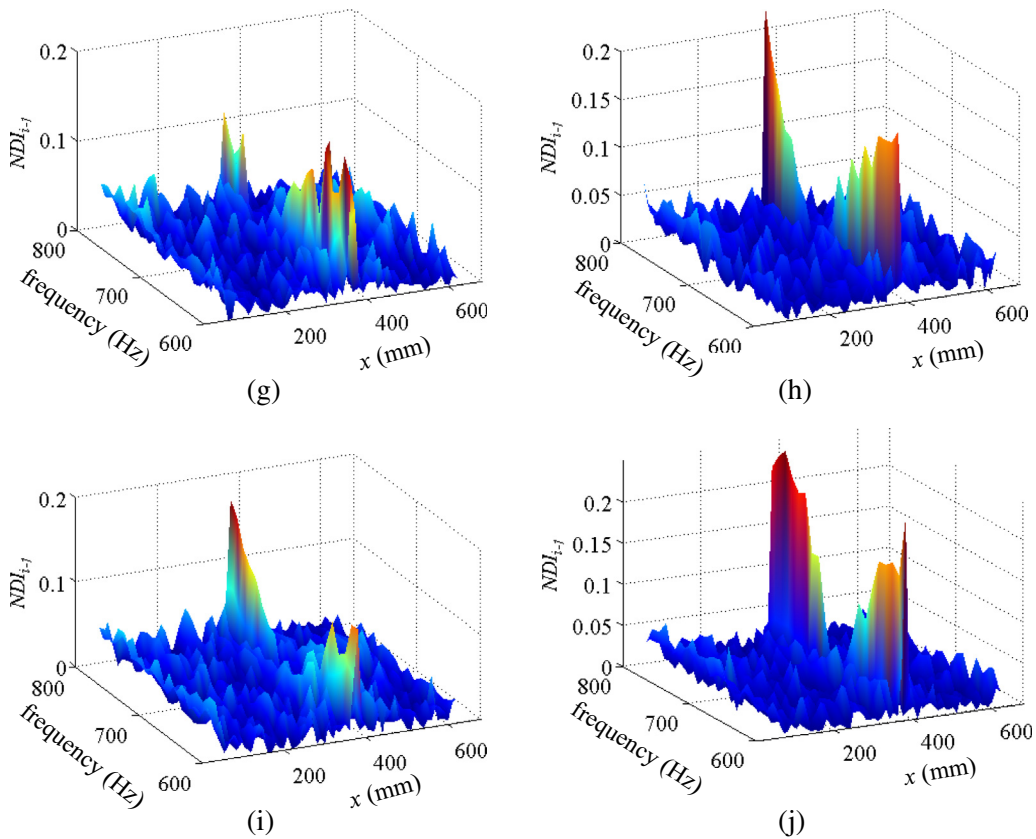 0.2
0.1
0
NDI_{i-1}
800
700
600
frequency (Hz)
200
400
600
x (mm)
(g)
0.2
0.15
0.1
0.05
0
NDI_{i-1}
800
700
600
frequency (Hz)
200
400
600
x (mm)
(h)
0.2
0.1
0
NDI_{i-1}
800
700
600
frequency (Hz)
200
400
600
x (mm)
(i)
0.2
0.15
0.1
0.05
0
NDI_{i-1}
800
700
600
frequency (Hz)
200
400
600
x (mm)
(j)